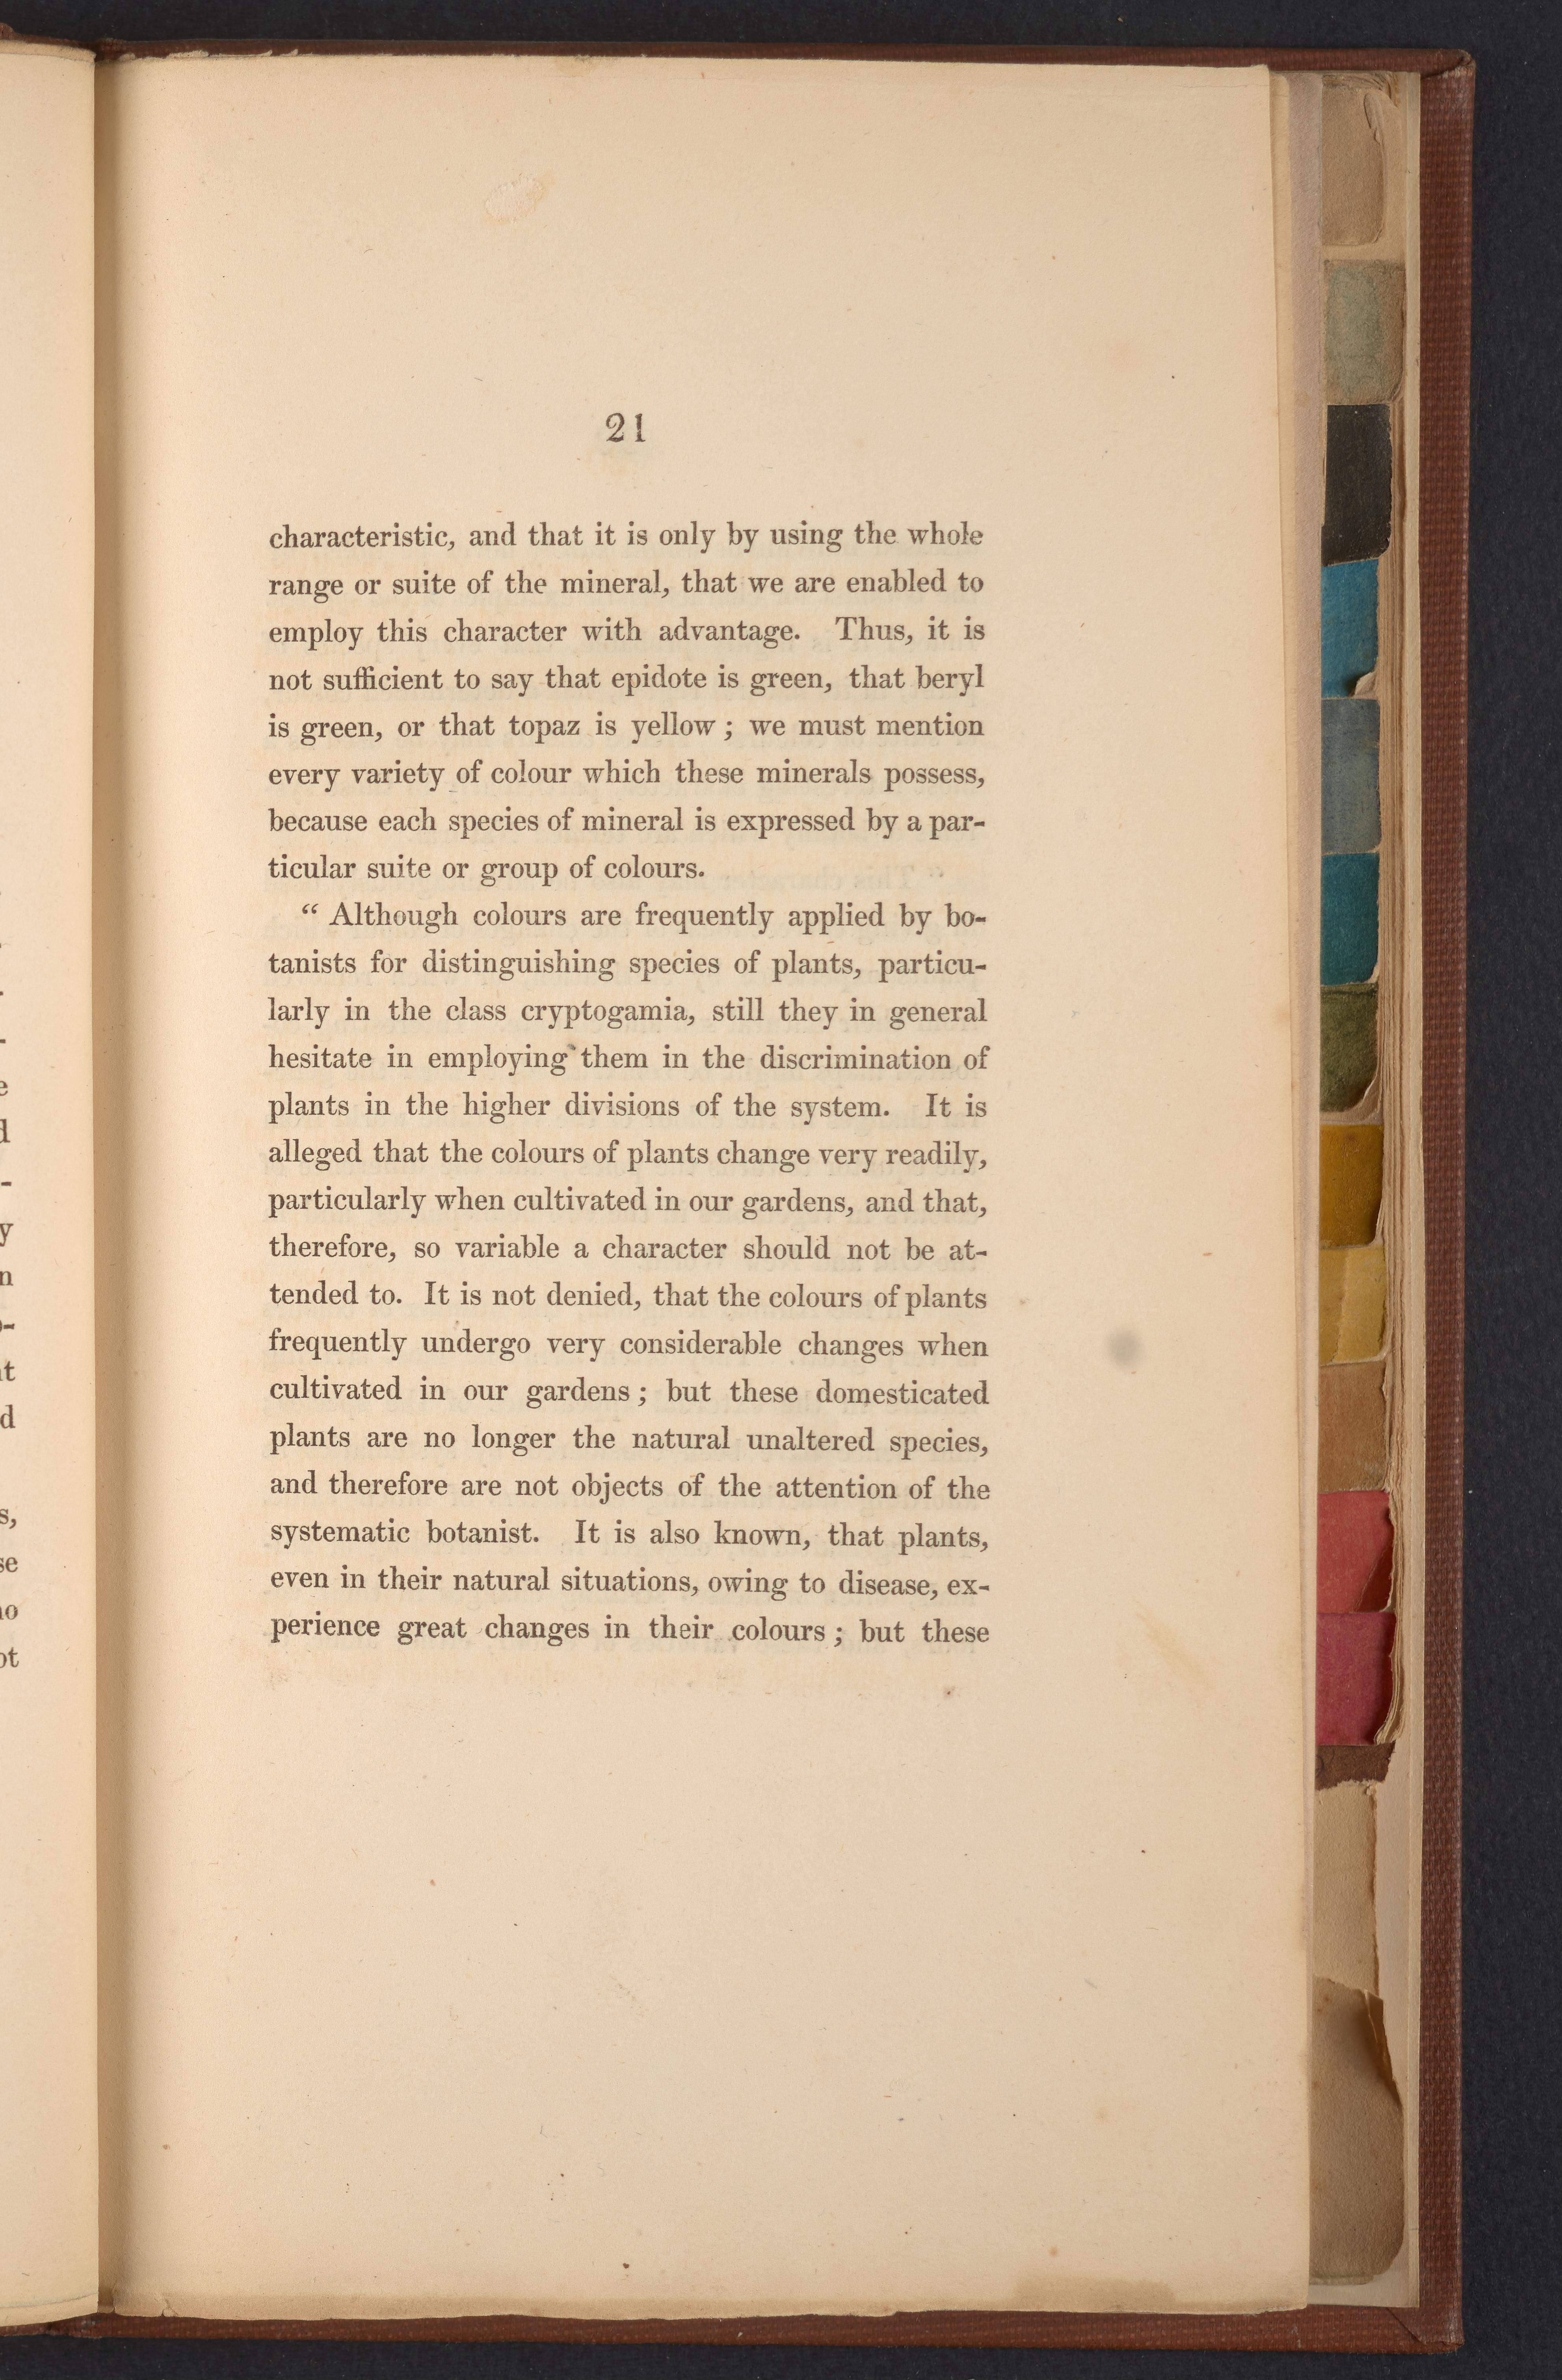 21
characteristic, and that it is only by using the whole
range or suite of the mineral, that we are enabled to
employ this character with advantage. Thus, it is
not sufficient to say that epidote is green, that beryl
is green, or that topaz is yellow ; we must mention
every variety of colour which these minerals possess,
because each species of mineral is expressed by a par-
ticular suite or group of colours.
“ Although colours are frequently applied by bo-
tanists for distinguishing species of plants, particu-
larly in the class cryptogamia, still they in general
hesitate in employing them in the discrimination of
plants in the higher divisions of the system. It is
alleged that the colours of plants change very readily,
particularly when cultivated in our gardens, and that,
therefore, so variable a character should not be at-
tended to. It is not denied, that the colours of plants
frequently undergo very considerable changes when
cultivated in our gardens ; but these domesticated
plants are no longer the natural unaltered species,
and therefore are not objects of the attention of the
systematic botanist. It is also known, that plants,
even in their natural situations, owing to disease, ex-
perience great changes in their colours ; but these